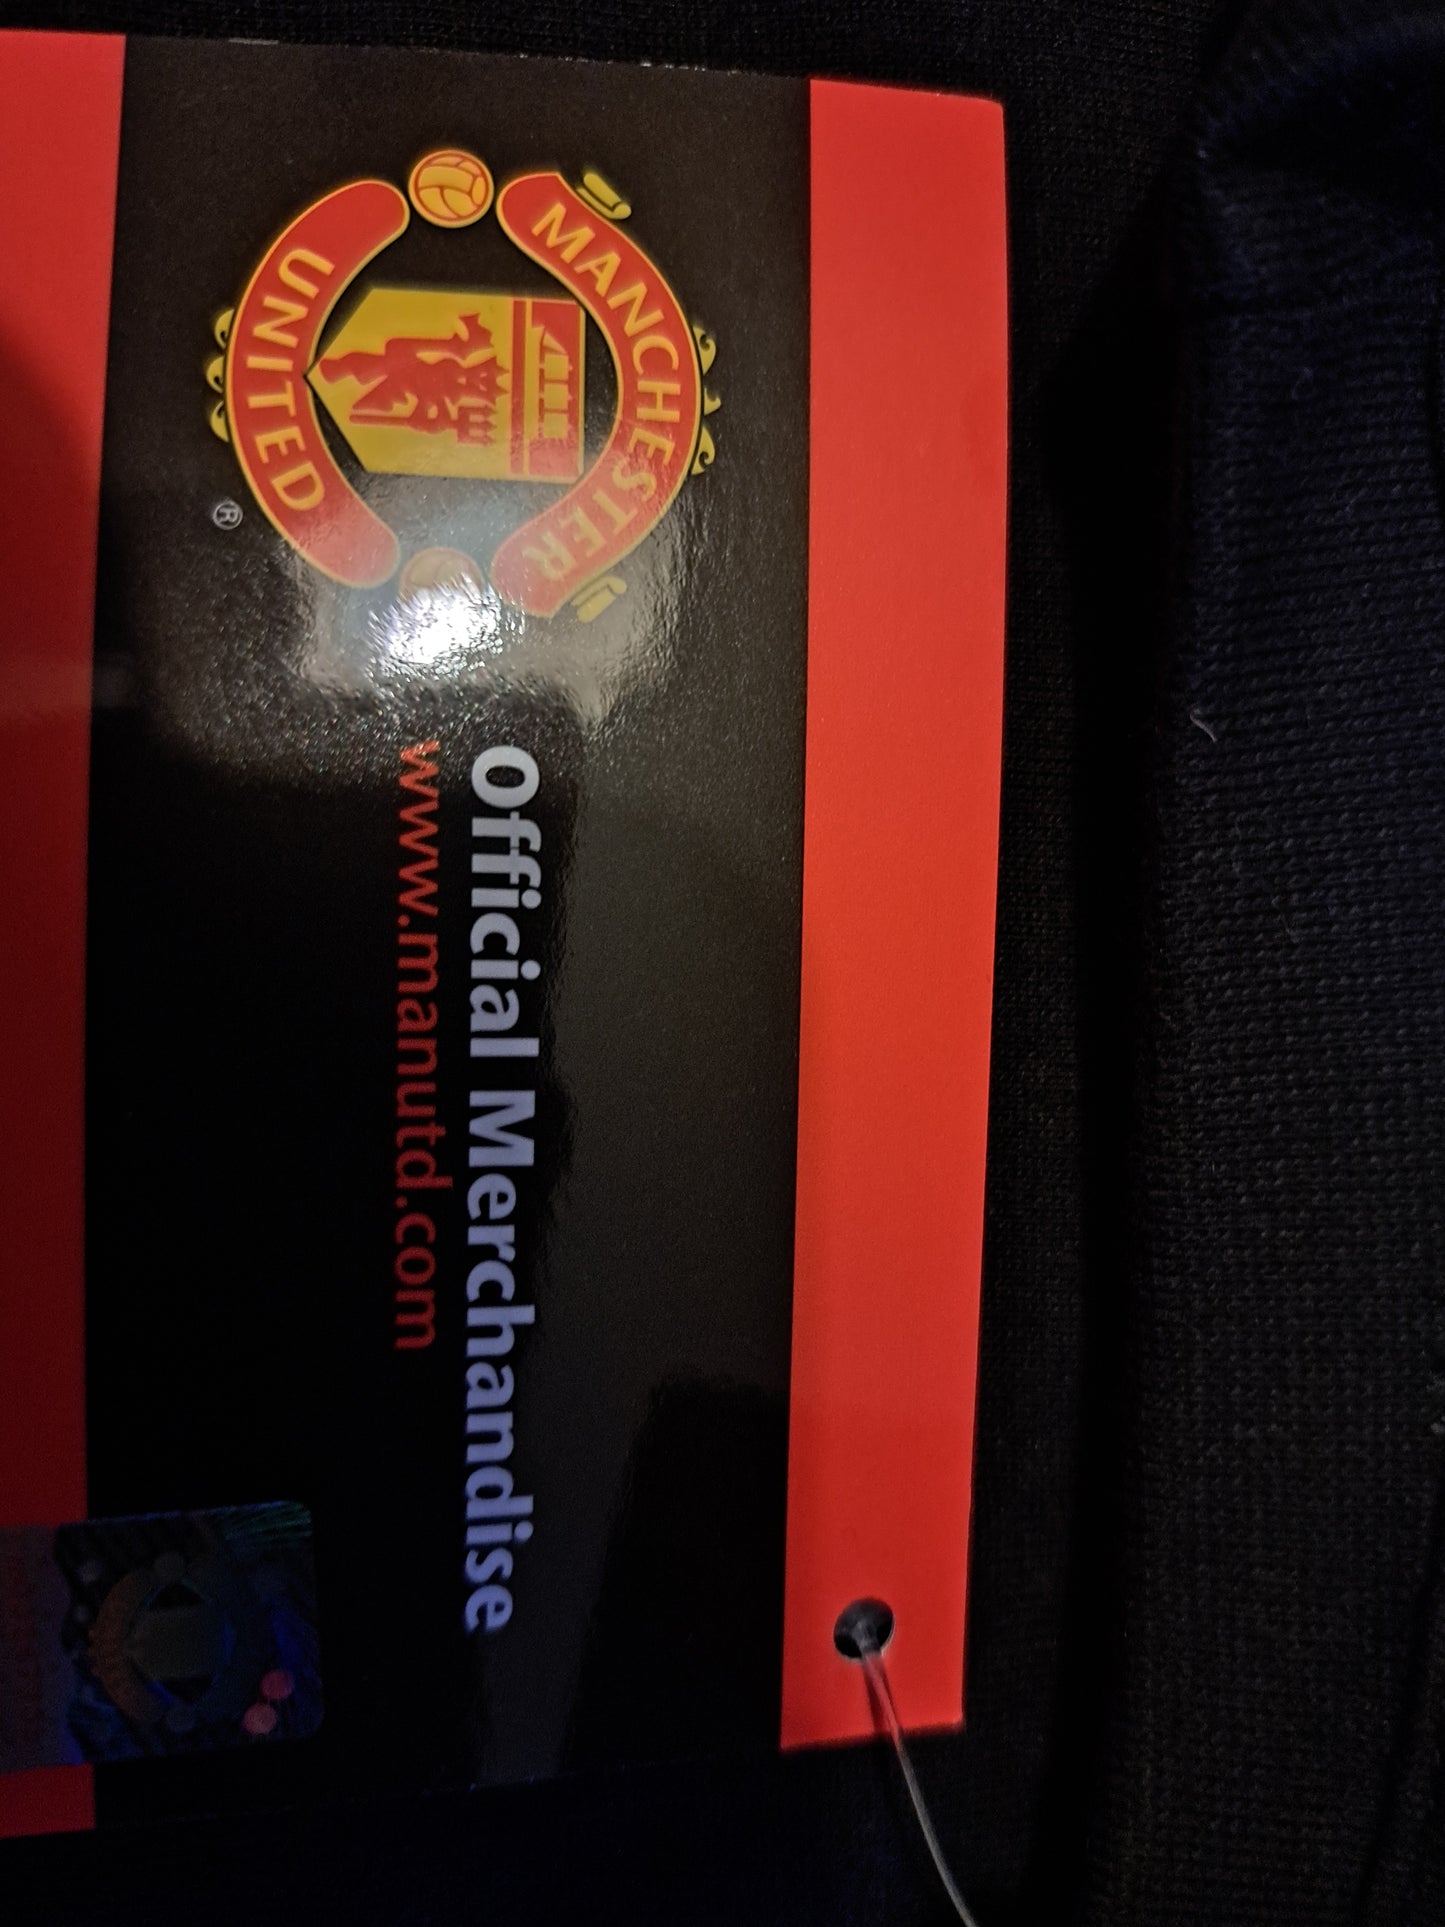 MANCHESTER
UNITED
®
Official Merchandise
www.manutd.com